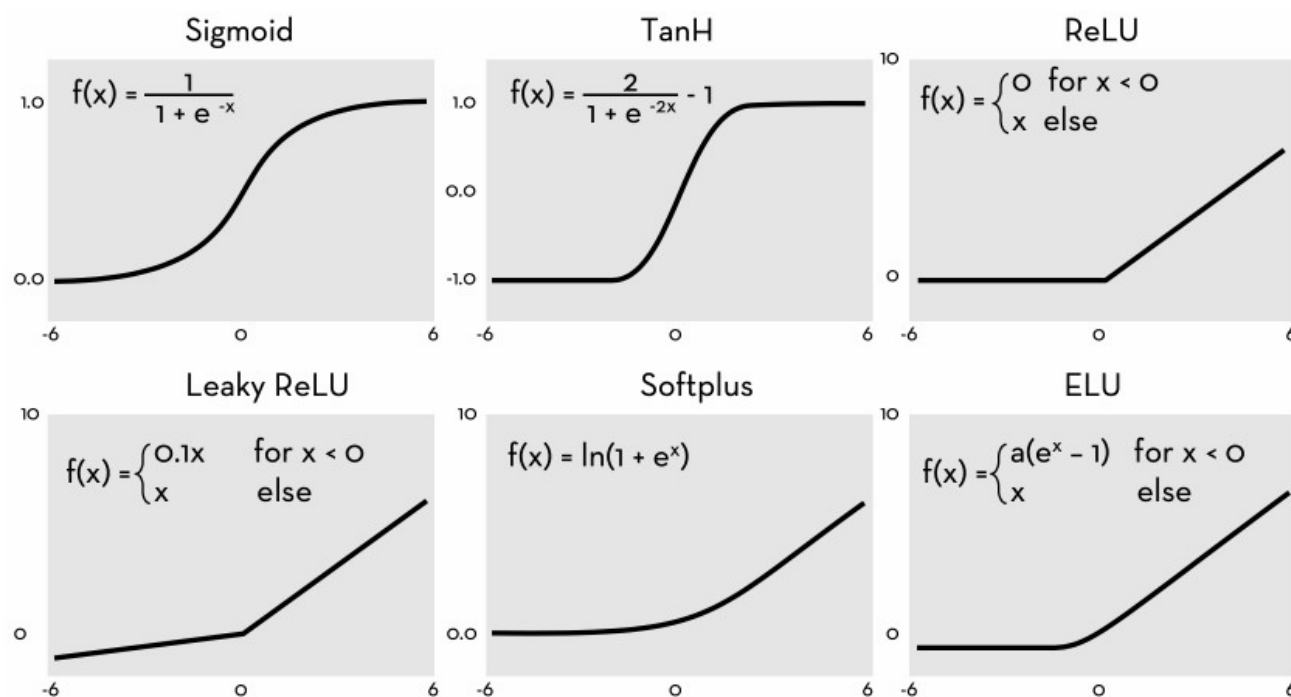 Sigmoid
f(x) = 1 / (1 + e^-x)
1.0
0.0
-6 0 6
TanH
f(x) = 2 / (1 + e^-2x) - 1
1.0
0.0
-1.0
-6 0 6
ReLU
10
f(x) = { 0 for x < 0
x else
0
-6 0 6
Leaky ReLU
10
f(x) = { 0.1x for x < 0
x else
0
-6 0 6
Softplus
10
f(x) = ln(1 + e^x)
0.0
-6 0 6
ELU
10
f(x) = { a(e^x – 1) for x < 0
x else
0
-6 0 6